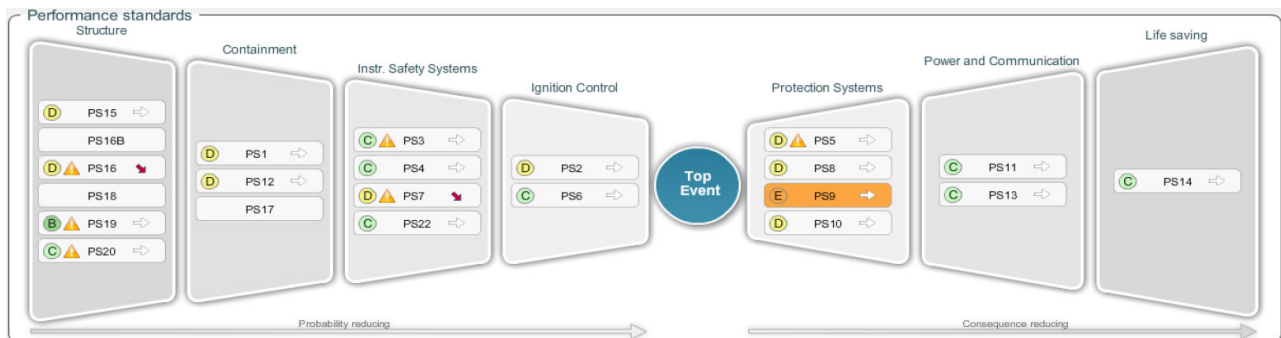 Performance standards
Structure
D PS15
PS16B
D PS16
PS18
B PS19
C PS20
Containment
D PS1
D PS12
PS17
Instr. Safety Systems
C PS3
C PS4
D PS7
C PS22
Ignition Control
D PS2
C PS6
Top
Event
Protection Systems
D PS5
D PS8
E PS9
D PS10
Power and Communication
C PS11
C PS13
Life saving
C PS14
Probability reducing
Consequence reducing